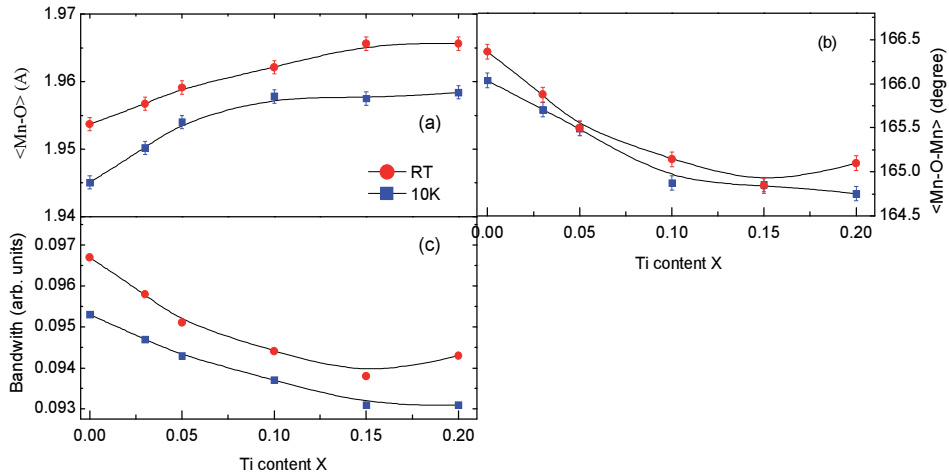 1.97
1.96
1.95
1.94
<Mn-O> (A)
(a)
RT
10K
(b)
166.5
166.0
165.5
165.0
164.5
<Mn-O-Mn> (degree)
0.00 0.05 0.10 0.15 0.20
Ti content X
0.097
0.096
0.095
0.094
0.093
Bandwith (arb. units)
(c)
0.00 0.05 0.10 0.15 0.20
Ti content X